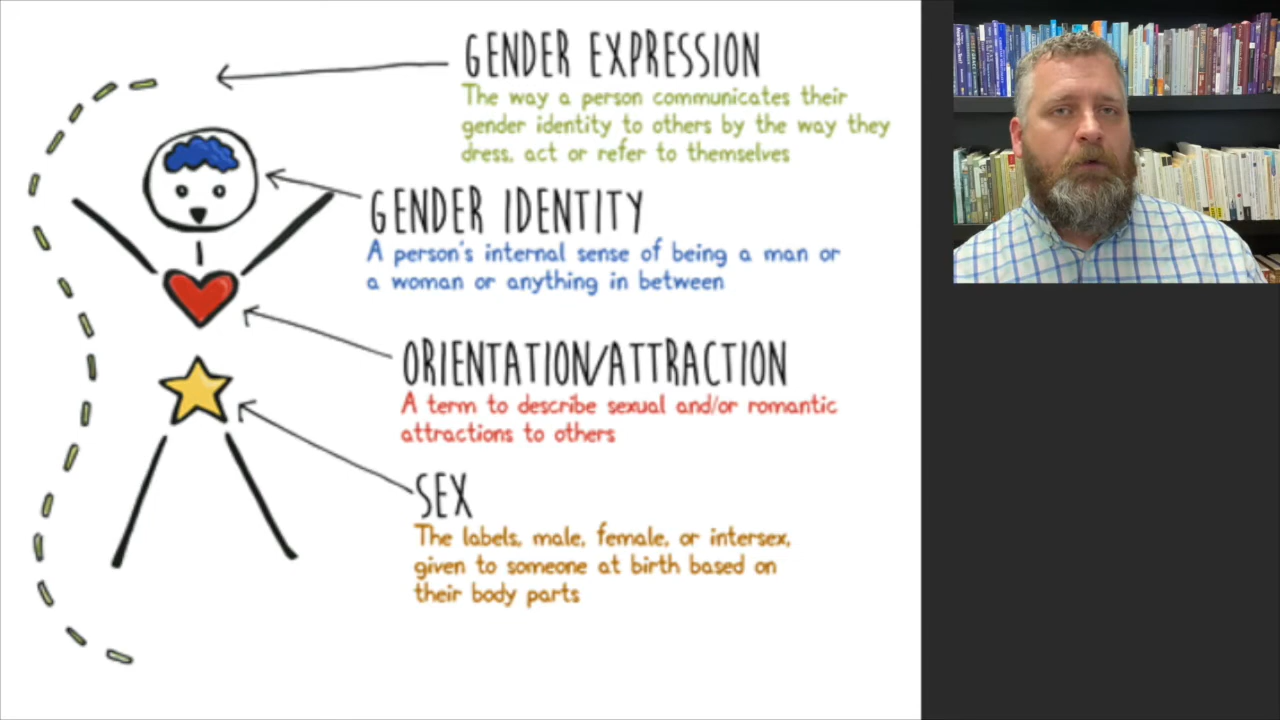 GENDER EXPRESSION
The way a person communicates their
gender identity to others by the way they
dress, act or refer to themselves
GENDER IDENTITY
A person's internal sense of being a man or
a woman or anything in between
ORIENTATION/ATTRACTION
A term to describe sexual and/or romantic
attractions to others
SEX
The labels, male, female, or intersex,
given to someone at birth based on
their body parts